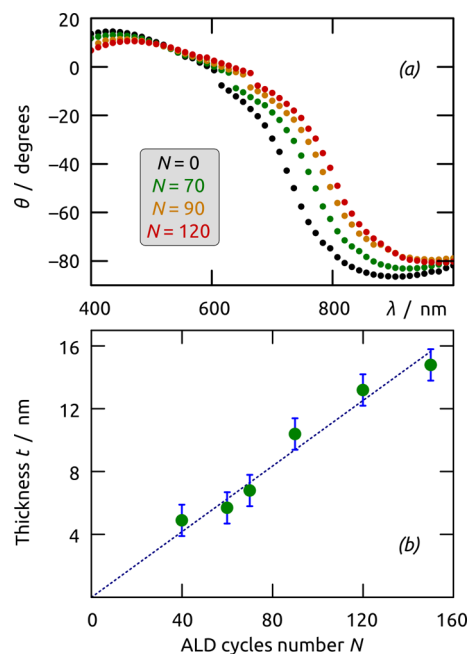 20
(a)
0
−20
θ / degrees
−40
N = 0
N = 70
N = 90
N = 120
−60
−80
400 600 800 λ / nm
16
12
Thickness t / nm
8
4
(b)
0 40 80 120 160
ALD cycles number N